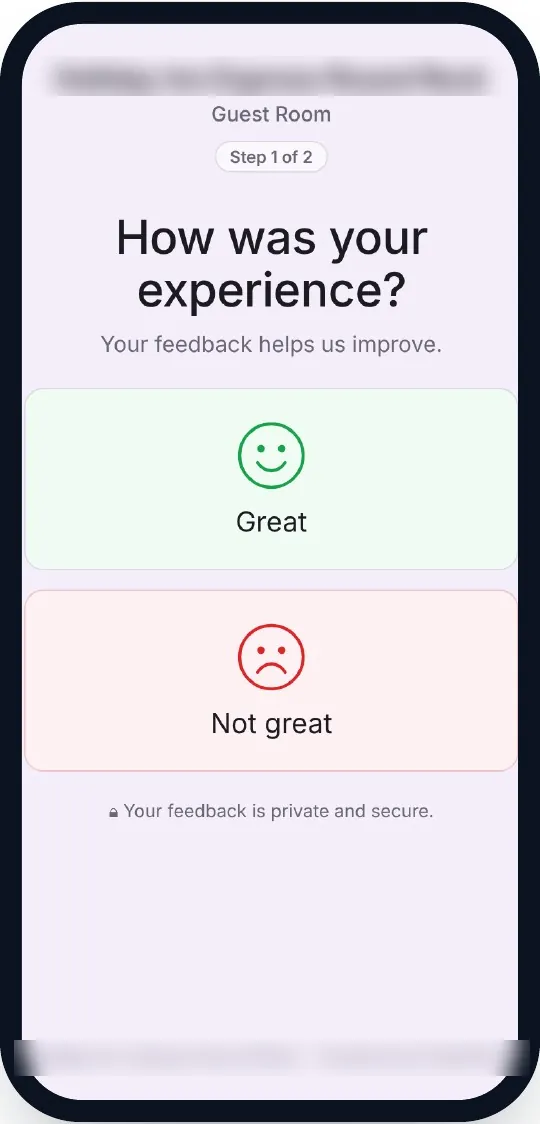 Guest Room
Step 1 of 2
How was your
experience?
Your feedback helps us improve.
Great
Not great
Your feedback is private and secure.